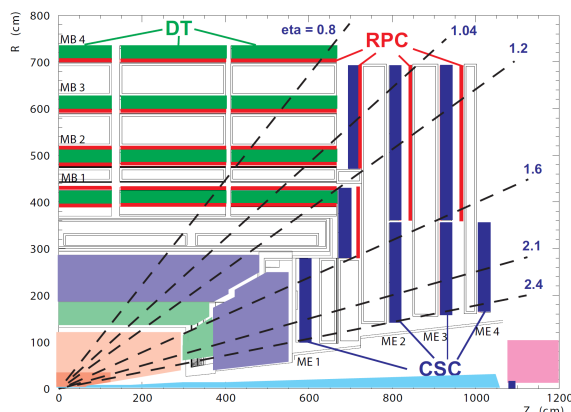 R (cm)
800
700
600
500
400
300
200
100
0
MB 4
MB 3
MB 2
MB 1
DT
eta = 0.8
RPC
1.04
1.2
1.6
2.1
2.4
ME 1
ME 2
ME 3
ME 4
CSC
0
200
400
600
800
1000
1200
Z (cm)